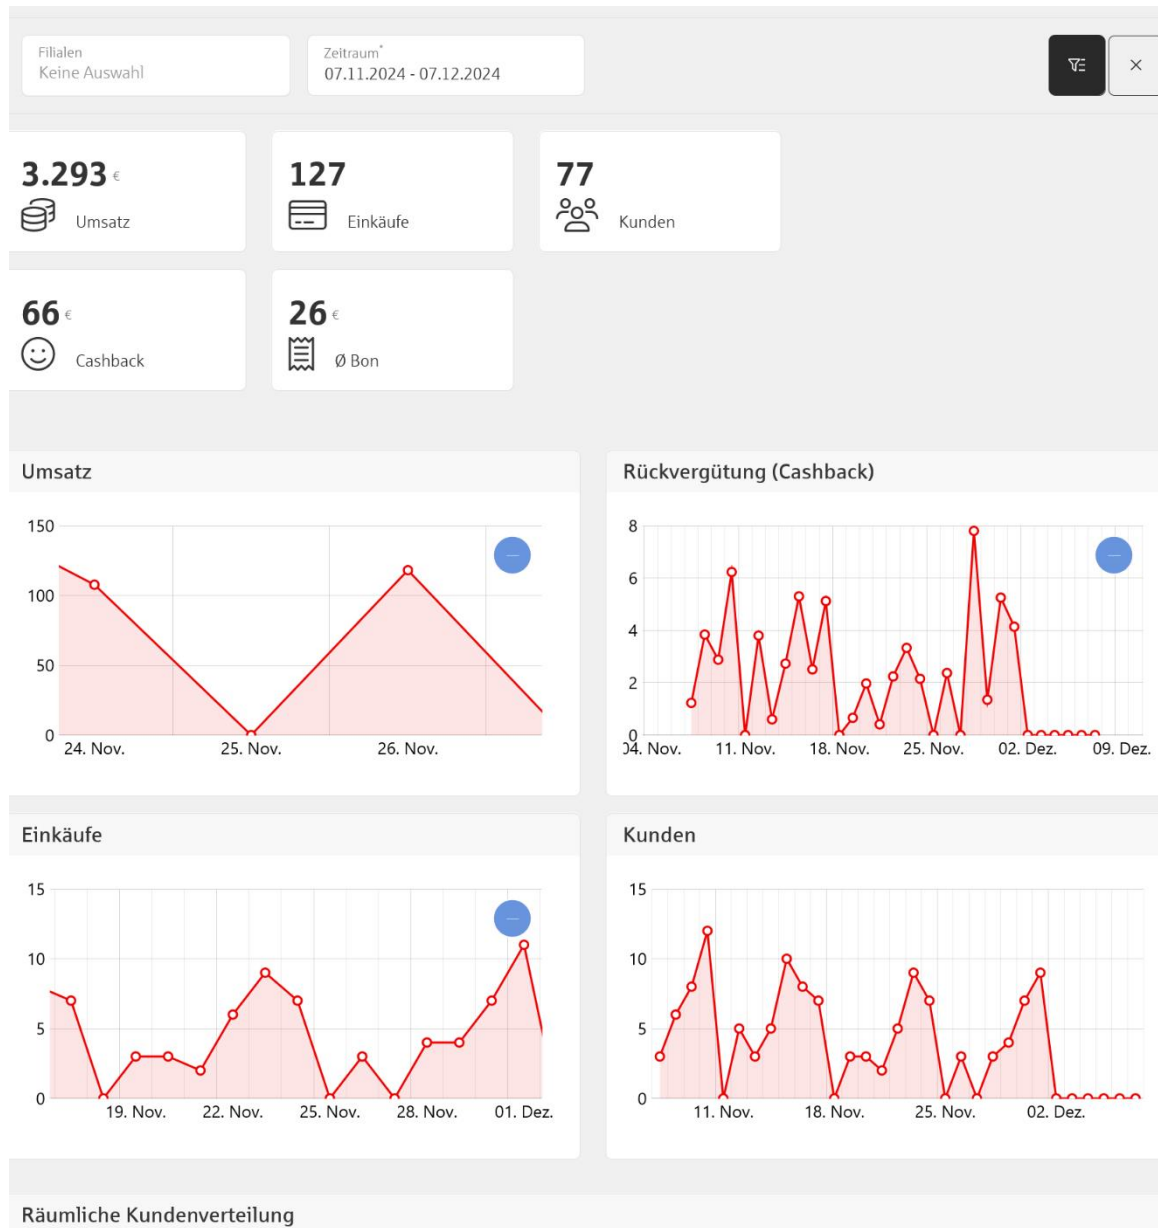 Filialen
Keine Auswahl
Zeitraum*
07.11.2024 - 07.12.2024
3.293 €
Umsatz
127
Einkäufe
77
Kunden
66 €
Cashback
26 €
Ø Bon
Umsatz
150
100
50
0
24. Nov. 25. Nov. 26. Nov.
Rückvergütung (Cashback)
8
6
4
2
0
04. Nov. 11. Nov. 18. Nov. 25. Nov. 02. Dez. 09. Dez.
Einkäufe
15
10
5
0
19. Nov. 22. Nov. 25. Nov. 28. Nov. 01. Dez.
Kunden
15
10
5
0
11. Nov. 18. Nov. 25. Nov. 02. Dez.
Räumliche Kundenverteilung